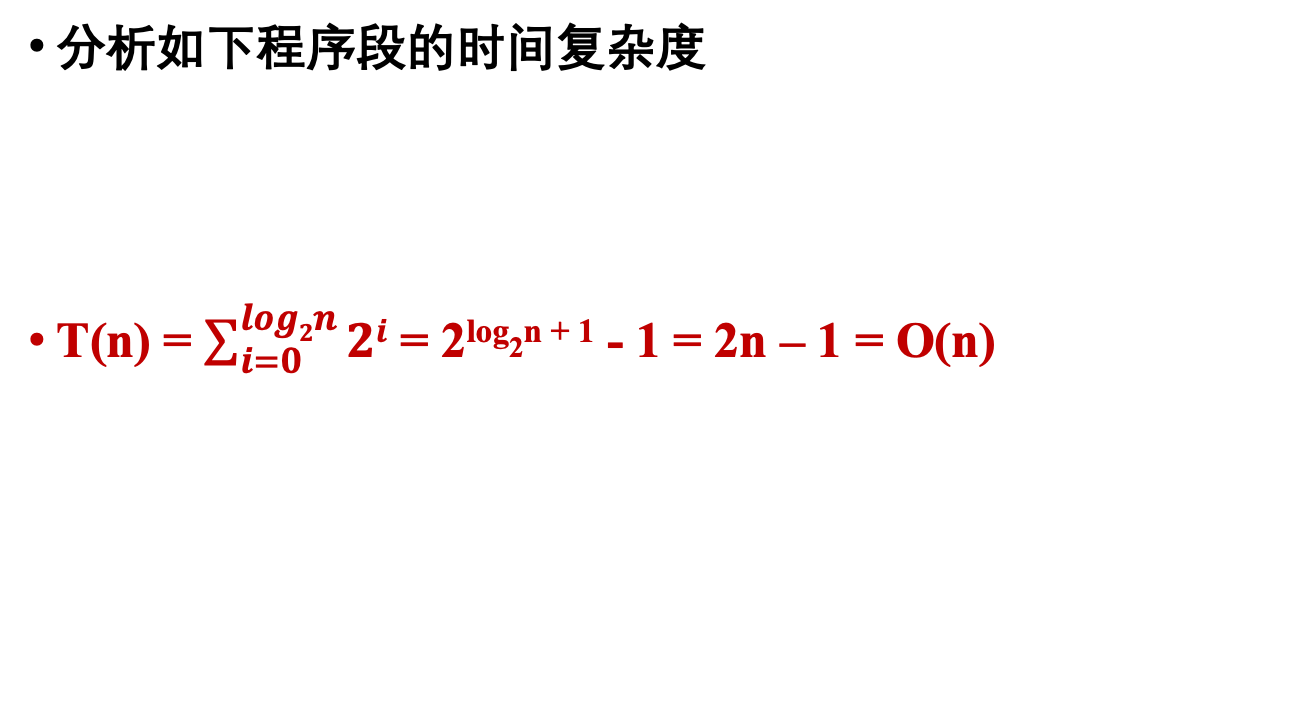 • 分析如下程序段的时间复杂度
• T(n) = ∑_{i=0}^{log₂n} 2^i = 2^{log₂n + 1} - 1 = 2n – 1 = O(n)